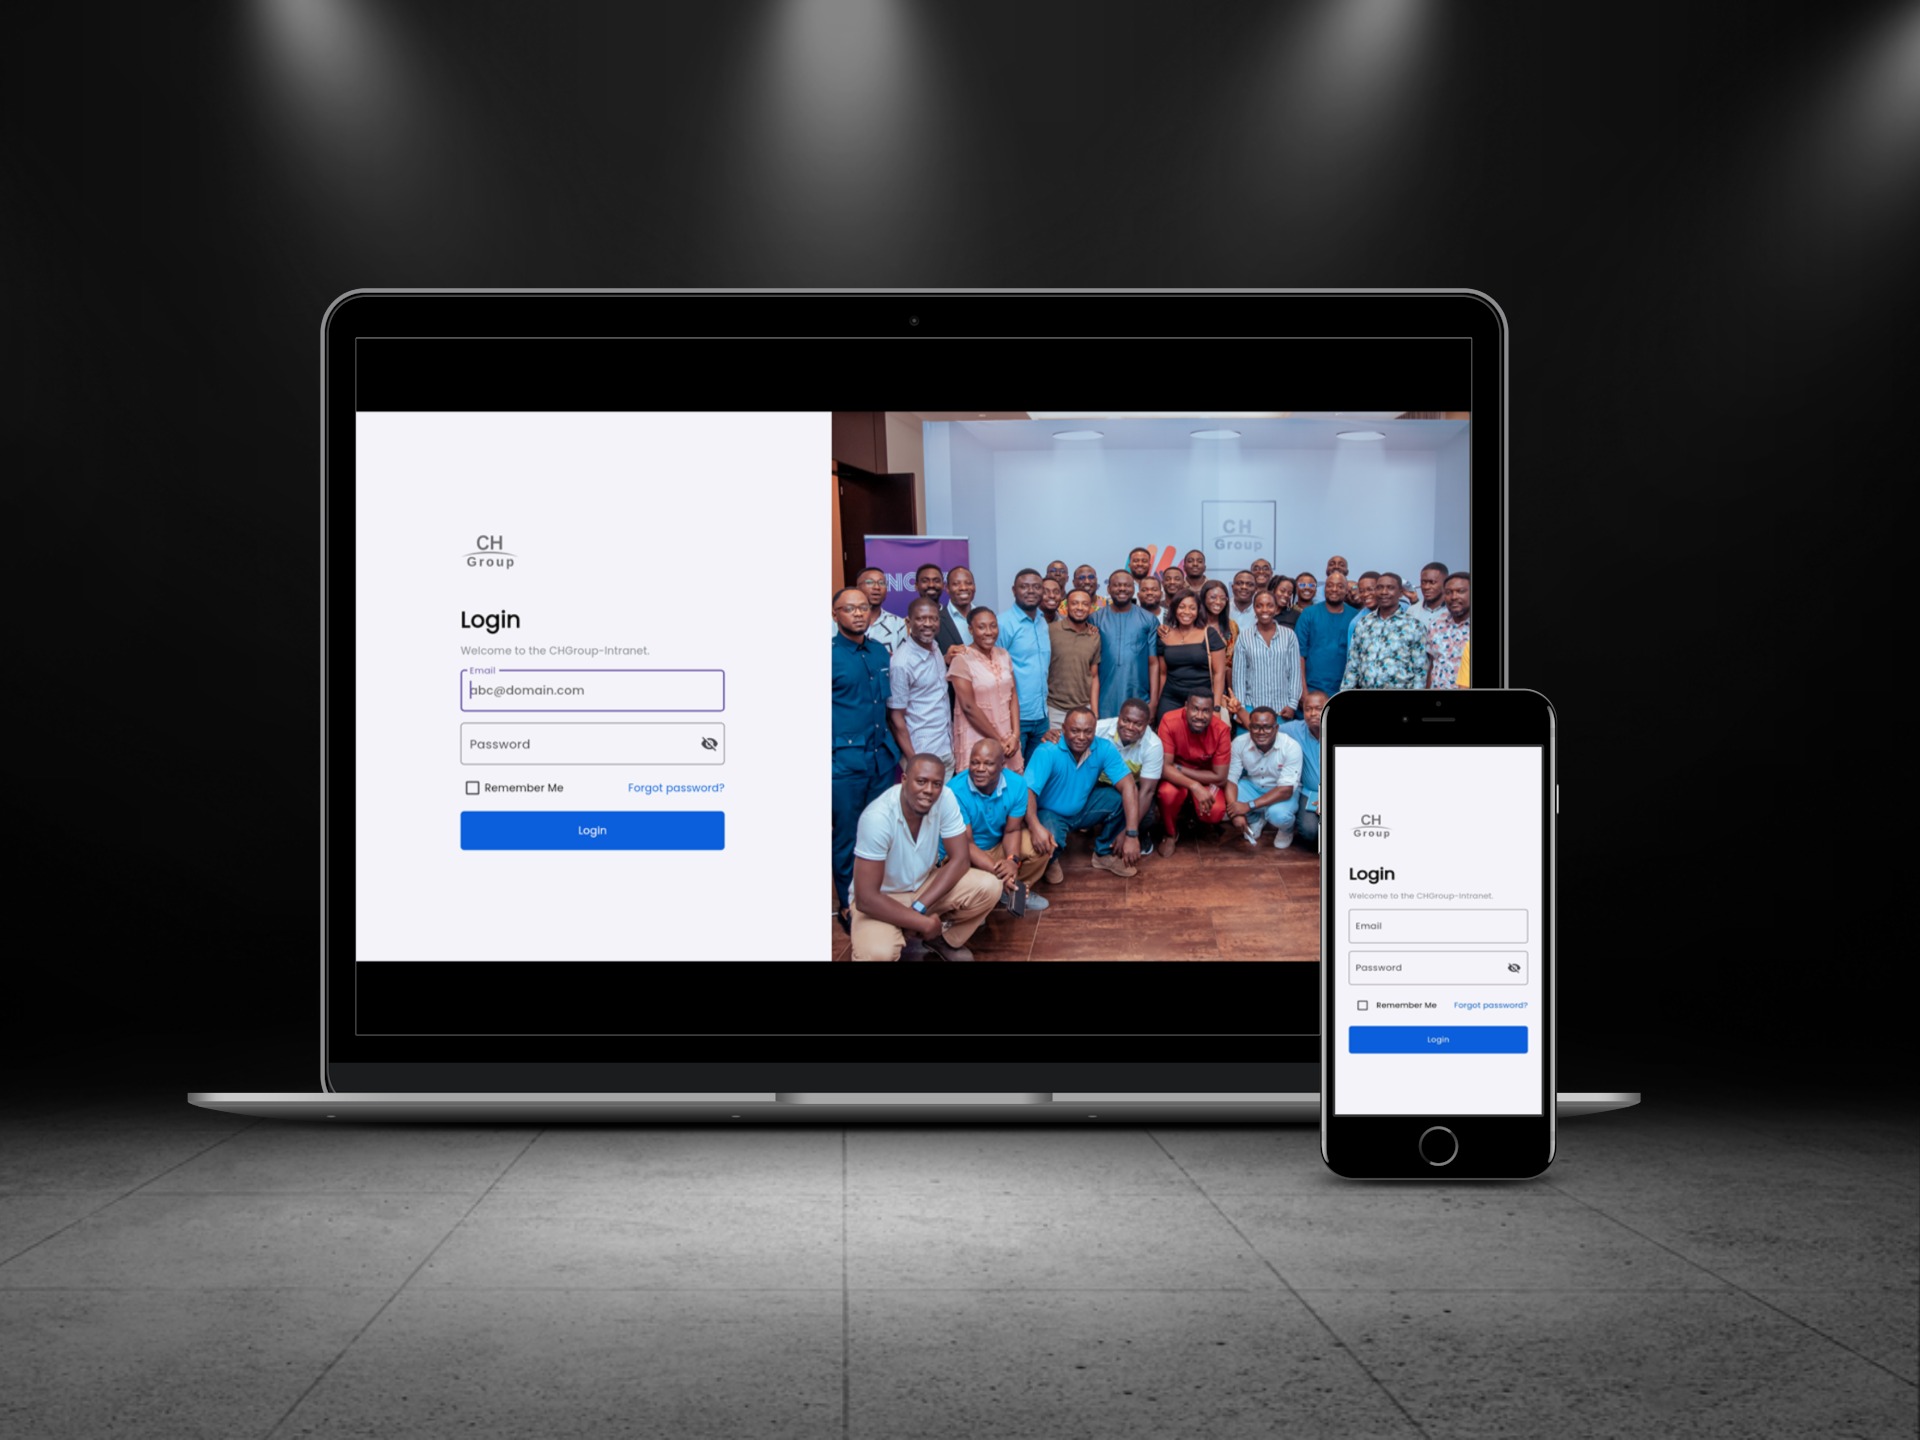 CH
Group
Login
Welcome to the CHGroup-Intranet.
Email
abc@domain.com
Password
Remember Me
Forgot password?
Login
CH
Group
CH
Group
Login
Welcome to the CHGroup-Intranet.
Email
Password
Remember Me
Forgot password?
Login